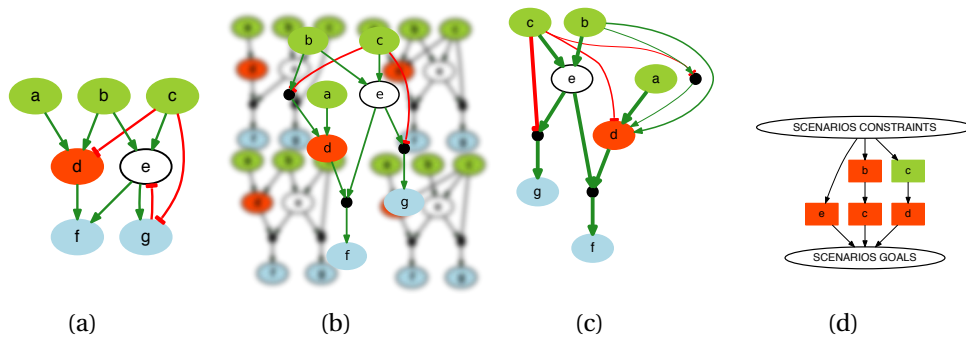 a b c
d e
f g
(a)
b c
a e
d
g
f
(b)
c b
e a
d
g
f
(c)
SCENARIOS CONSTRAINTS
b c
e c d
SCENARIOS GOALS
(d)